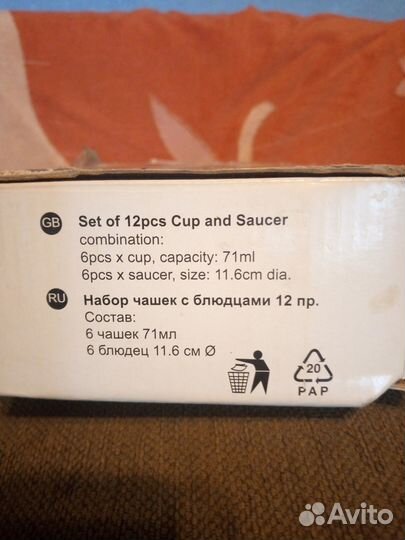 GB Set of 12pcs Cup and Saucer
combination:
6pcs x cup, capacity: 71ml
6pcs x saucer, size: 11.6cm dia.
RU Набор чашек с блюдцами 12 пр.
Состав:
6 чашек 71мл
6 блюдец 11.6 см Ø
20
PAP
Avito